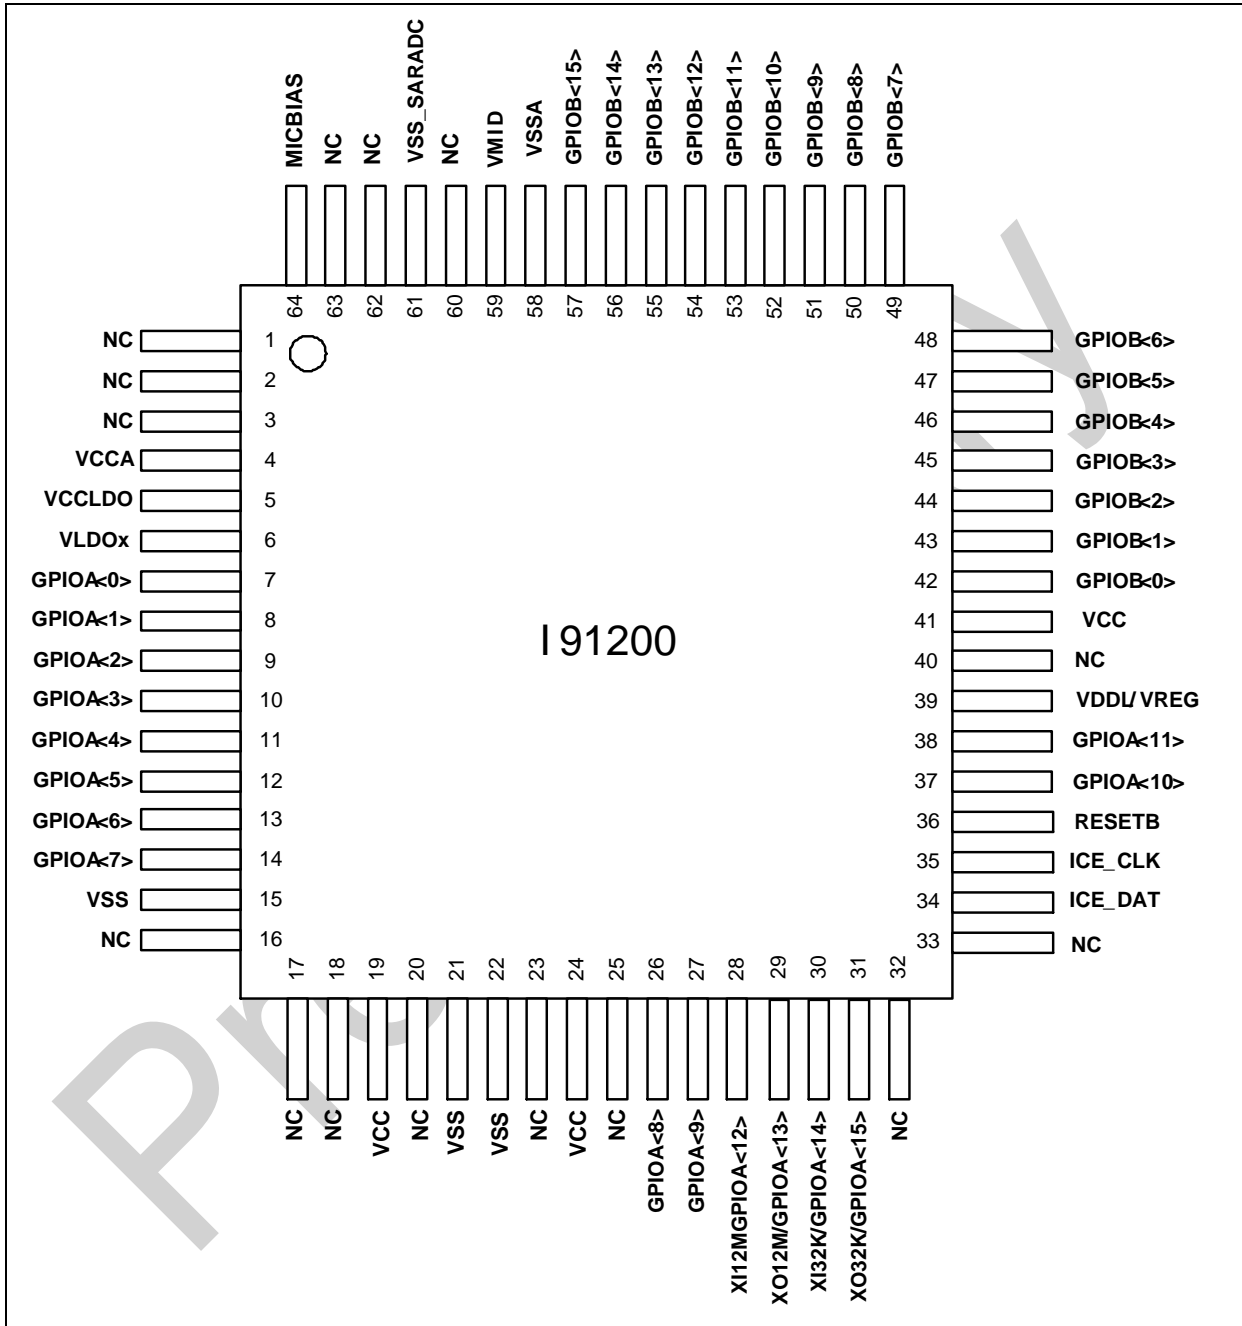 MICBIAS
NC
NC
VSS_SARADC
NC
VMID
VSSA
GPIOB<15>
GPIOB<14>
GPIOB<13>
GPIOB<12>
GPIOB<11>
GPIOB<10>
GPIOB<9>
GPIOB<8>
GPIOB<7>
64 63 62 61 60 59 58 57 56 55 54 53 52 51 50 49
NC 1
NC 2
NC 3
VCCA 4
VCCLDO 5
VLDOx 6
GPIOA<0> 7
GPIOA<1> 8
GPIOA<2> 9
GPIOA<3> 10
GPIOA<4> 11
GPIOA<5> 12
GPIOA<6> 13
GPIOA<7> 14
VSS 15
NC 16
I91200
48 GPIOB<6>
47 GPIOB<5>
46 GPIOB<4>
45 GPIOB<3>
44 GPIOB<2>
43 GPIOB<1>
42 GPIOB<0>
41 VCC
40 NC
39 VDDL/VREG
38 GPIOA<11>
37 GPIOA<10>
36 RESETB
35 ICE_CLK
34 ICE_DAT
33 NC
17 18 19 20 21 22 23 24 25 26 27 28 29 30 31 32
NC
NC
VCC
NC
VSS
VSS
NC
VCC
NC
GPIOA<8>
GPIOA<9>
XI12MGPIOA<12>
XO12M/GPIOA<13>
XI32K/GPIOA<14>
XO32K/GPIOA<15>
NC